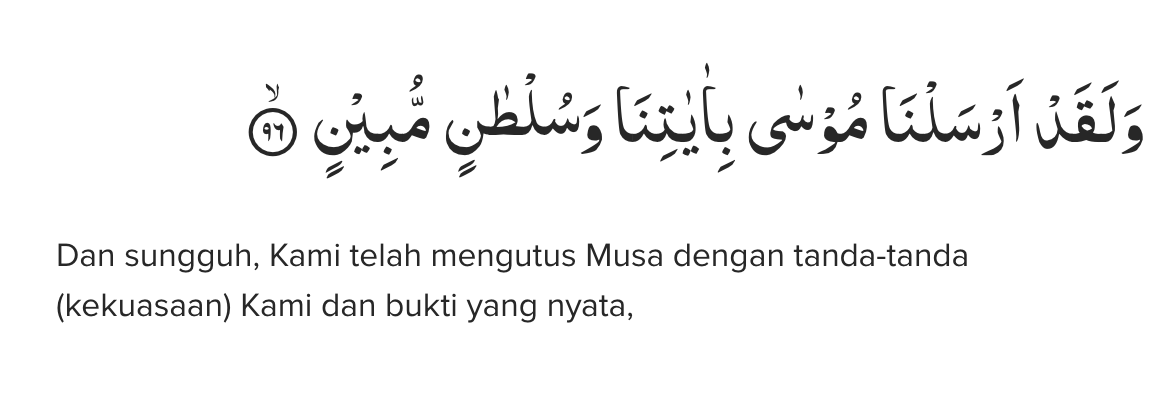 وَلَقَدْ اَرْسَلْنَا مُوْسٰى بِاٰيٰتِنَا وَسُلْطٰنٍ مُّبِيْنٍ ۙ ٩٦
Dan sungguh, Kami telah mengutus Musa dengan tanda-tanda
(kekuasaan) Kami dan bukti yang nyata,